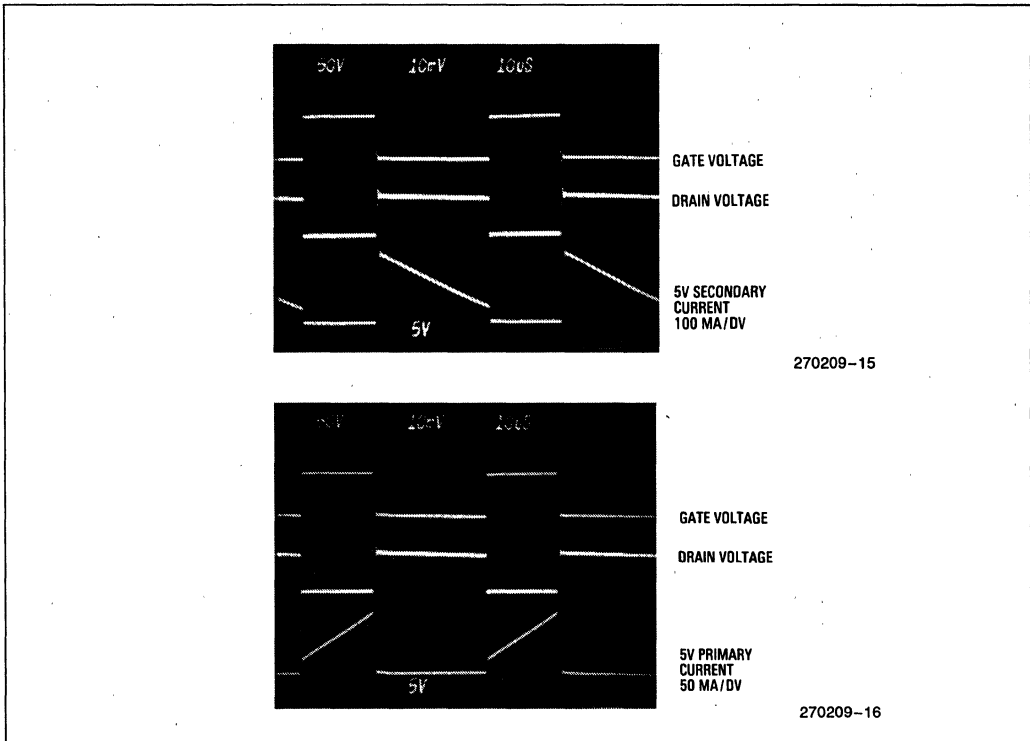 50V 10mV 10uS
GATE VOLTAGE
DRAIN VOLTAGE
5V SECONDARY
CURRENT
100 MA/DV
5V
270209–15
50V 10mV 10uS
GATE VOLTAGE
DRAIN VOLTAGE
5V PRIMARY
CURRENT
50 MA/DV
5V
270209–16